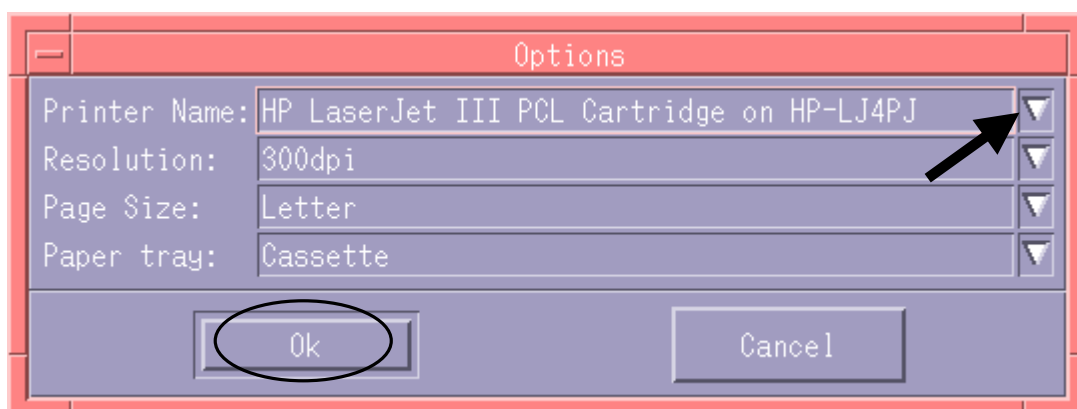 Options
Printer Name: HP LaserJet III PCL Cartridge on HP-LJ4PJ
Resolution: 300dpi
Page Size: Letter
Paper tray: Cassette
Ok Cancel